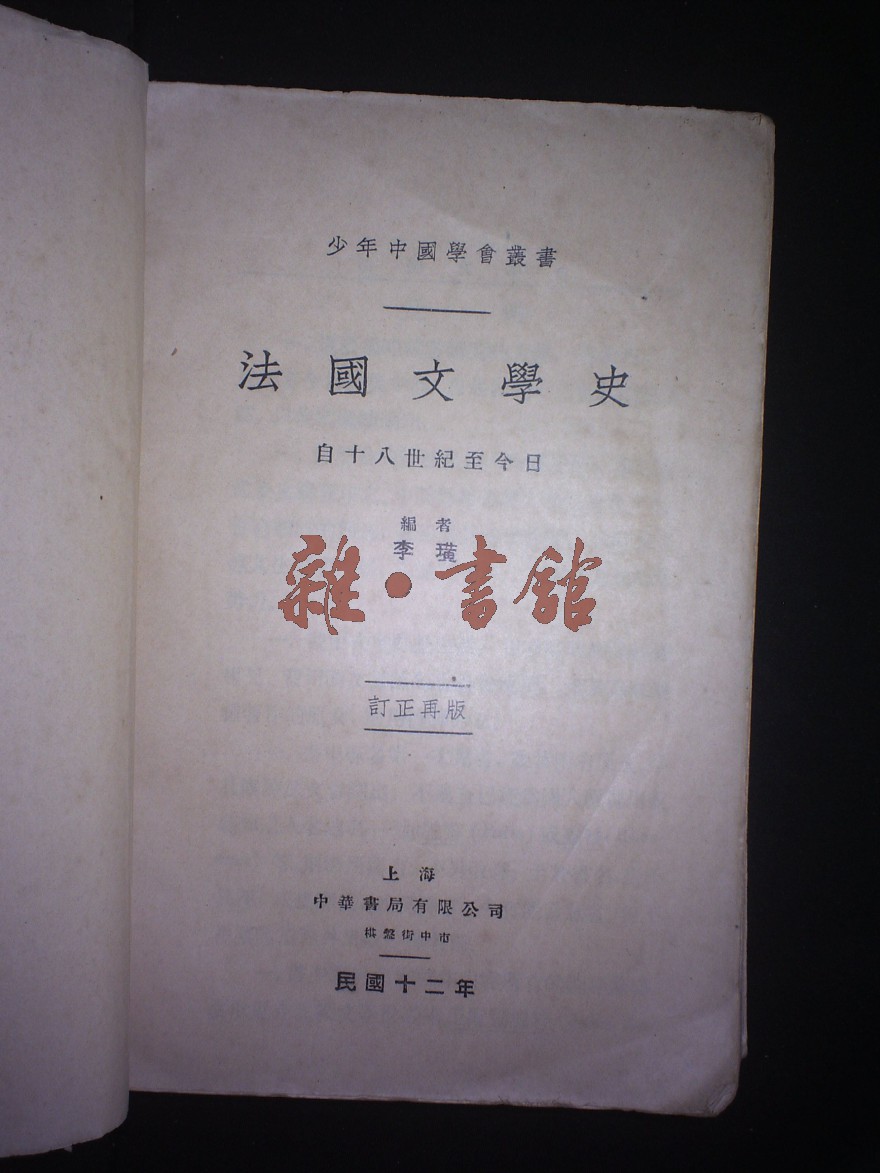 少年中國學會叢書
法國文學史
自十八世紀至今日
編者
李璜
雜·書館
訂正再版
上海
中華書局有限公司
棋盤街中市
民國十二年